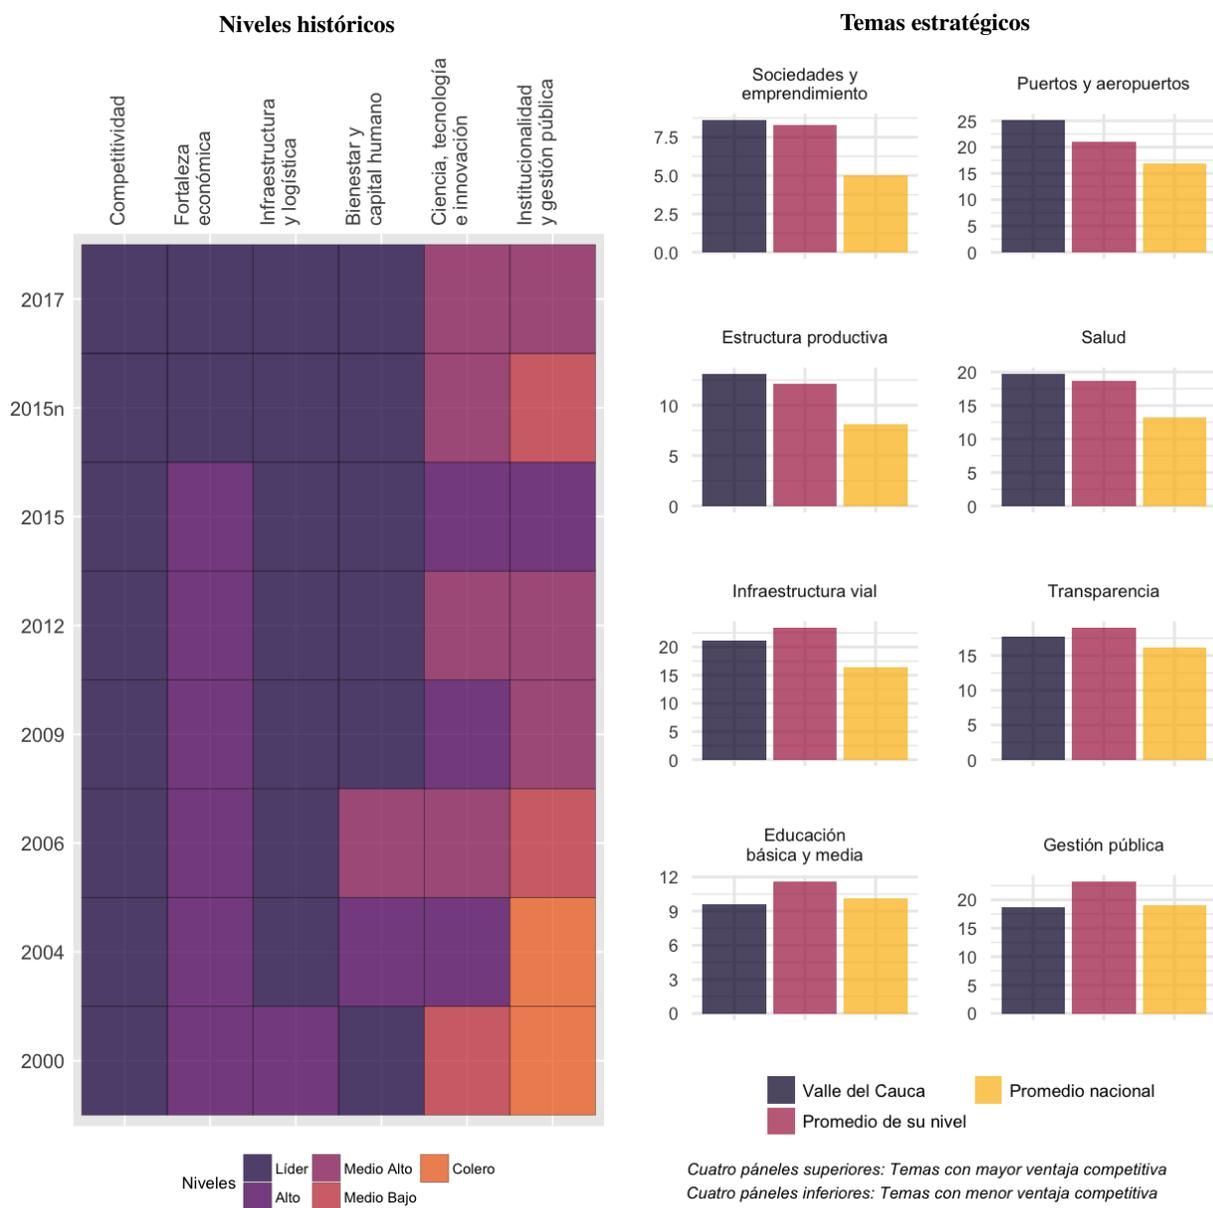 Niveles históricos
Competitividad
Fortaleza
económica
Infraestructura
y logística
Bienestar y
capital humano
Ciencia, tecnología
e innovación
Institucionalidad
y gestión pública
2017
2015n
2015
2012
2009
2006
2004
2000
Niveles
Líder
Medio Alto
Colero
Alto
Medio Bajo
Temas estratégicos
Sociedades y
emprendimiento
7.5
5.0
2.5
0.0
Puertos y aeropuertos
25
20
15
10
5
0
Estructura productiva
10
5
0
Salud
20
15
10
5
0
Infraestructura vial
20
15
10
5
0
Transparencia
15
10
5
0
Educación
básica y media
12
9
6
3
0
Gestión pública
20
15
10
5
0
Valle del Cauca
Promedio nacional
Promedio de su nivel
Cuatro páneles superiores: Temas con mayor ventaja competitiva
Cuatro páneles inferiores: Temas con menor ventaja competitiva